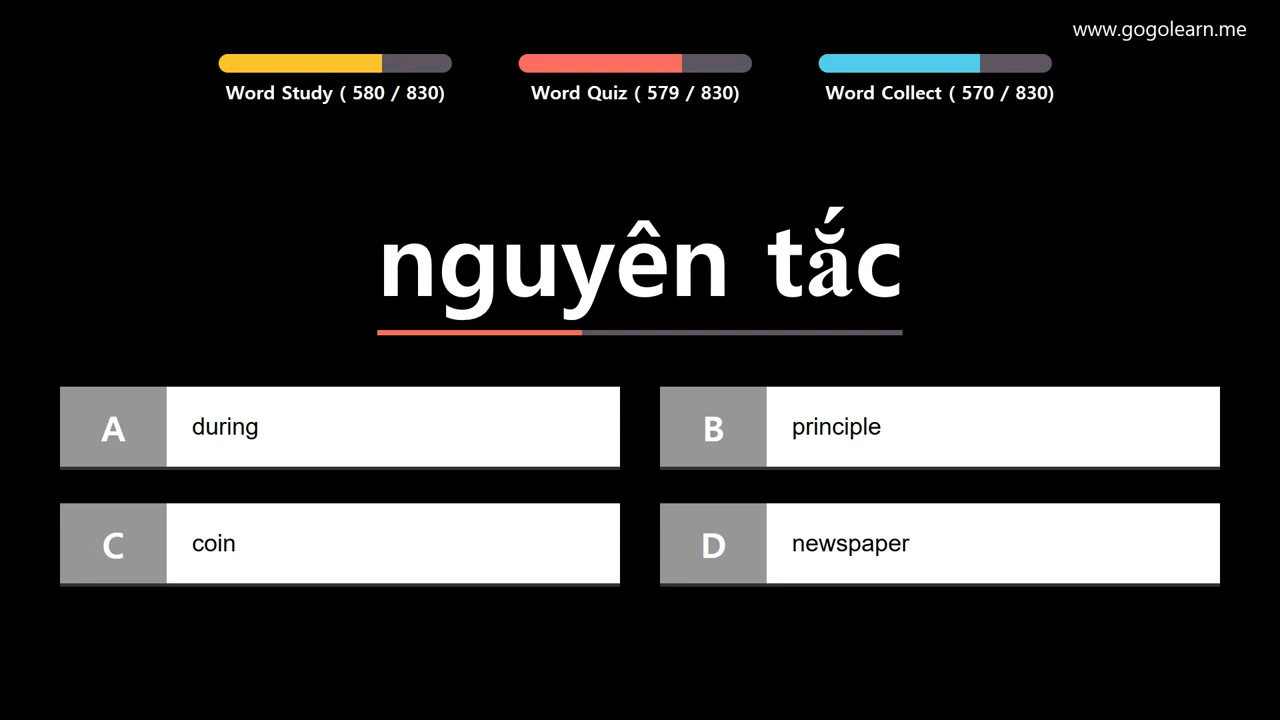 www.gogolearn.me
Word Study ( 580 / 830)
Word Quiz ( 579 / 830)
Word Collect ( 570 / 830)
nguyên tắc
A during
B principle
C coin
D newspaper